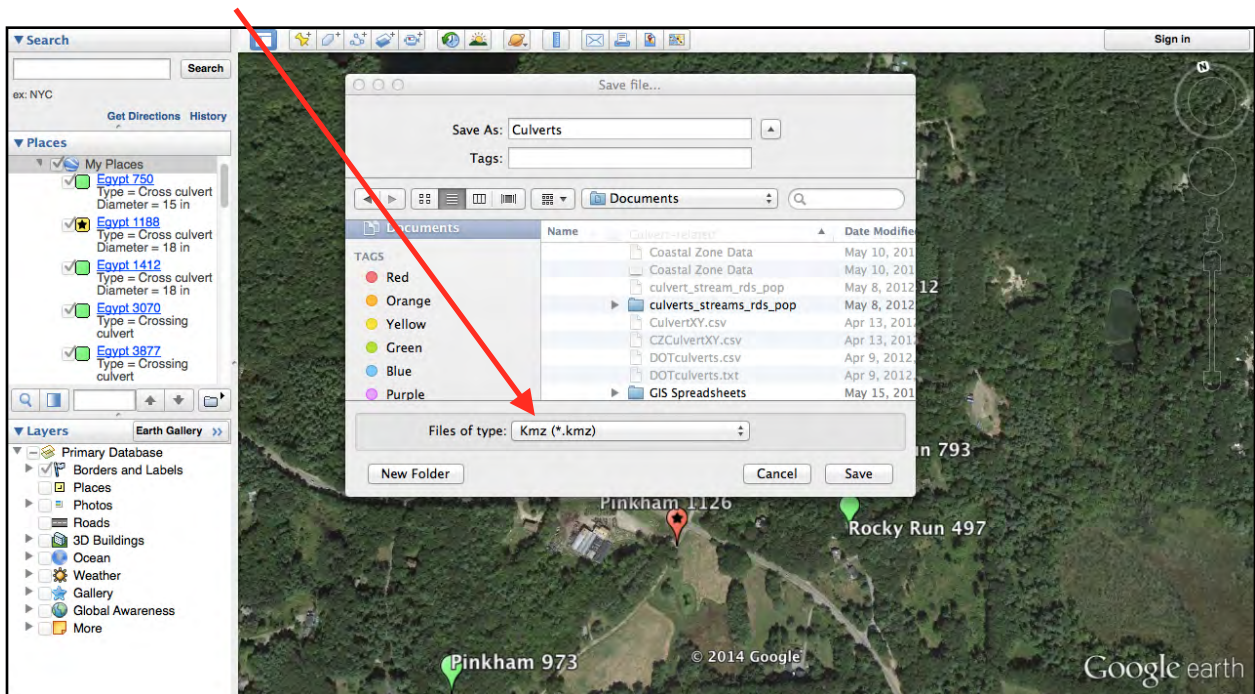 ▼ Search
Sign in
Search
ex: NYC
Get Directions History
▼ Places
My Places
Egypt 750
Type = Cross culvert
Diameter = 15 in
Egypt 1188
Type = Cross culvert
Diameter = 18 in
Egypt 1412
Type = Cross culvert
Diameter = 18 in
Egypt 3070
Type = Crossing
culvert
Egypt 3877
Type = Crossing
culvert
▼ Layers
Earth Gallery >>
Primary Database
Borders and Labels
Places
Photos
Roads
3D Buildings
Ocean
Weather
Gallery
Global Awareness
More
Save file...
Save As: Culverts
Tags:
Documents
Documents
TAGS
Red
Orange
Yellow
Green
Blue
Purple
Name
Date Modifie
Culvert-related
Coastal Zone Data May 10, 201
Coastal Zone Data May 10, 201
culvert_stream_rds_pop May 8, 2012
culverts_streams_rds_pop May 8, 2012
CulvertXY.csv Apr 13, 201
CZCulvertXY.csv Apr 13, 201
DOTculverts.csv Apr 9, 2012,
DOTculverts.txt Apr 9, 2012,
GIS Spreadsheets May 15, 201
Files of type: Kmz (*.kmz)
New Folder
Cancel
Save
N
12
n 793
Pinkham 1126
Rocky Run 497
Pinkham 973
© 2014 Google
Google earth